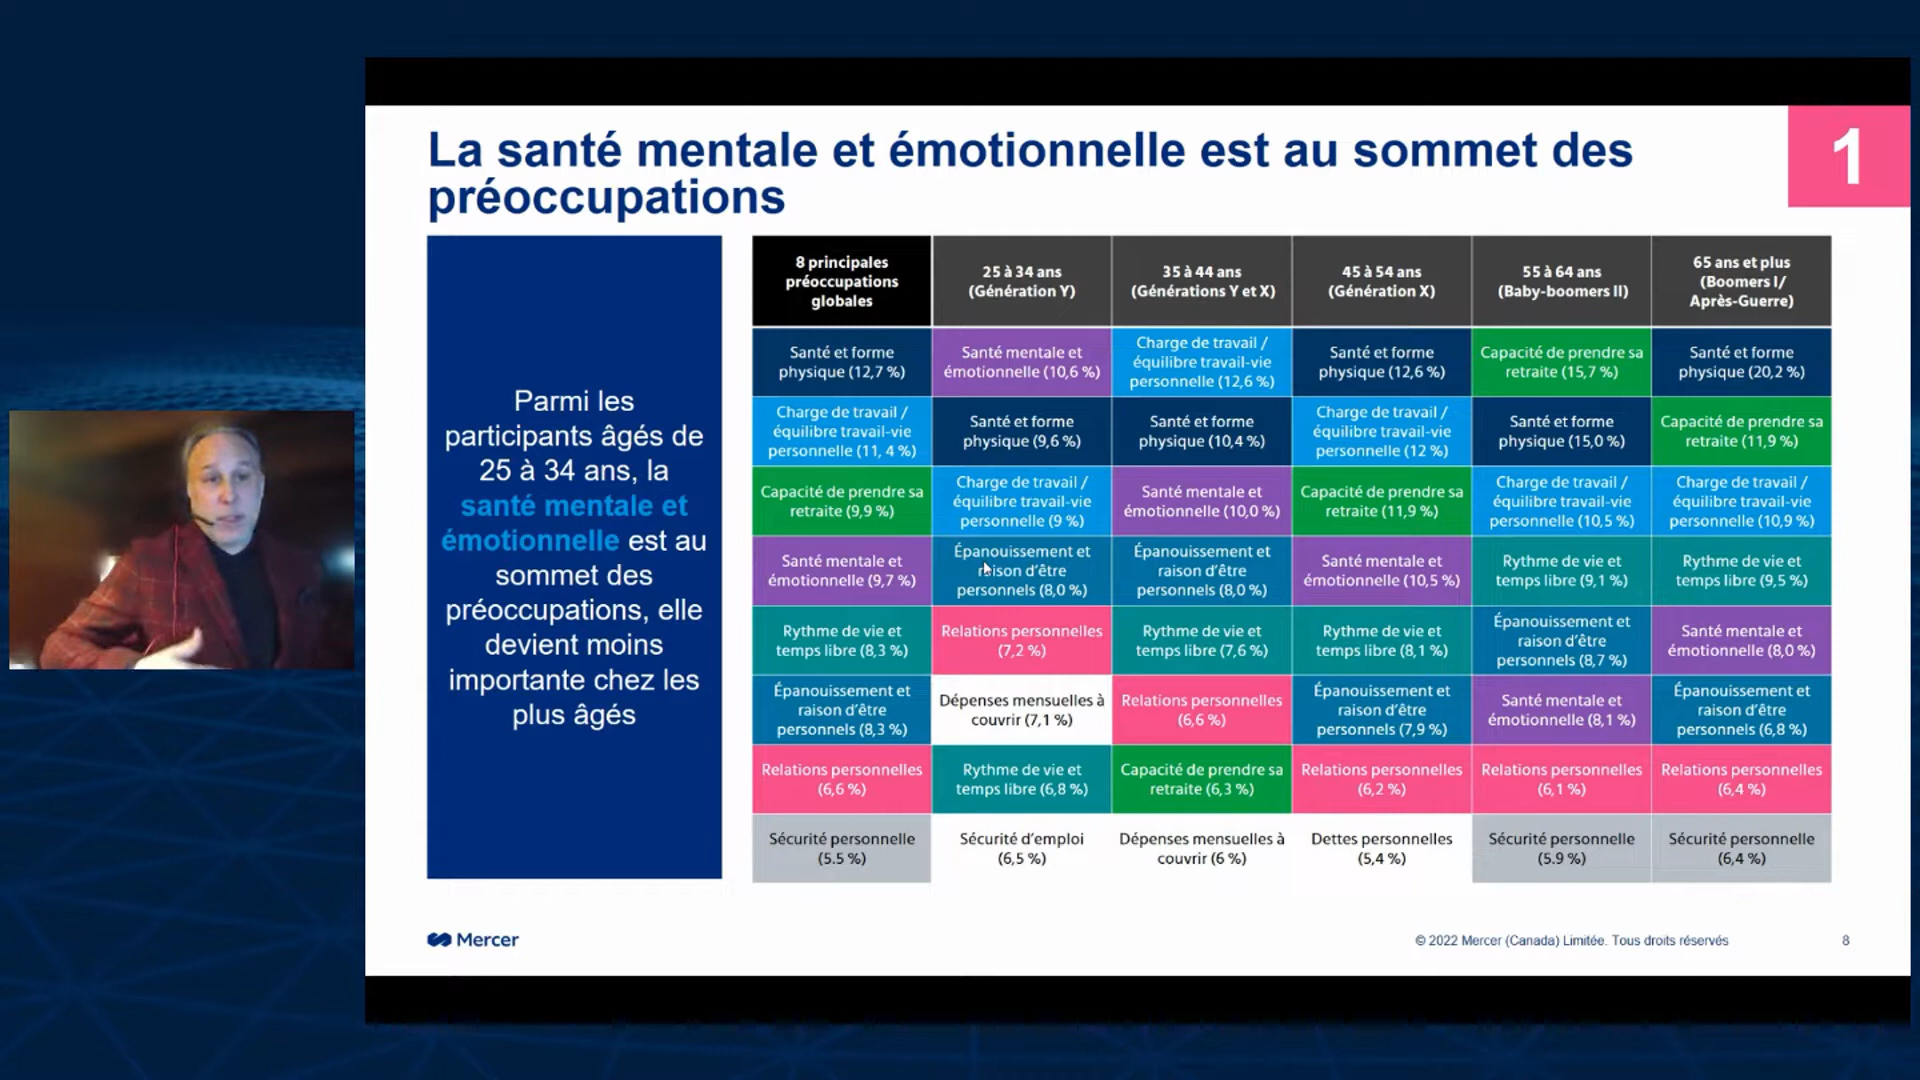 La santé mentale et émotionnelle est au sommet des
préoccupations
1
Parmi les
participants âgés de
25 à 34 ans, la
santé mentale et
émotionnelle est au
sommet des
préoccupations, elle
devient moins
importante chez les
plus âgés
8 principales
préoccupations
globales
25 à 34 ans
(Génération Y)
35 à 44 ans
(Générations Y et X)
45 à 54 ans
(Génération X)
55 à 64 ans
(Baby-boomers II)
65 ans et plus
(Boomers I/
Après-Guerre)
Santé et forme
physique (12,7 %)
Santé mentale et
émotionnelle (10,6 %)
Charge de travail /
équilibre travail-vie
personnelle (12,6 %)
Santé et forme
physique (12,6 %)
Capacité de prendre sa
retraite (15,7 %)
Santé et forme
physique (20,2 %)
Charge de travail /
équilibre travail-vie
personnelle (11, 4 %)
Santé et forme
physique (9,6 %)
Santé et forme
physique (10,4 %)
Charge de travail /
équilibre travail-vie
personnelle (12 %)
Santé et forme
physique (15,0 %)
Capacité de prendre sa
retraite (11,9 %)
Capacité de prendre sa
retraite (9,9 %)
Charge de travail /
équilibre travail-vie
personnelle (9 %)
Santé mentale et
émotionnelle (10,0 %)
Capacité de prendre sa
retraite (11,9 %)
Charge de travail /
équilibre travail-vie
personnelle (10,5 %)
Charge de travail /
équilibre travail-vie
personnelle (10,9 %)
Santé mentale et
émotionnelle (9,7 %)
Épanouissement et
raison d'être
personnels (8,0 %)
Épanouissement et
raison d'être
personnels (8,0 %)
Santé mentale et
émotionnelle (10,5 %)
Rythme de vie et
temps libre (9,1 %)
Rythme de vie et
temps libre (9,5 %)
Rythme de vie et
temps libre (8,3 %)
Relations personnelles
(7,2 %)
Rythme de vie et
temps libre (7,6 %)
Rythme de vie et
temps libre (8,1 %)
Épanouissement et
raison d'être
personnels (8,7 %)
Santé mentale et
émotionnelle (8,0 %)
Épanouissement et
raison d'être
personnels (8,3 %)
Dépenses mensuelles à
couvrir (7,1 %)
Relations personnelles
(6,6 %)
Épanouissement et
raison d'être
personnels (7,9 %)
Santé mentale et
émotionnelle (8,1 %)
Épanouissement et
raison d'être
personnels (6,8 %)
Relations personnelles
(6,6 %)
Rythme de vie et
temps libre (6,8 %)
Capacité de prendre sa
retraite (6,3 %)
Relations personnelles
(6,2 %)
Relations personnelles
(6,1 %)
Relations personnelles
(6,4 %)
Sécurité personnelle
(5.5 %)
Sécurité d'emploi
(6,5 %)
Dépenses mensuelles à
couvrir (6 %)
Dettes personnelles
(5,4 %)
Sécurité personnelle
(5.9 %)
Sécurité personnelle
(6,4 %)
Mercer
© 2022 Mercer (Canada) Limitée. Tous droits réservés
8